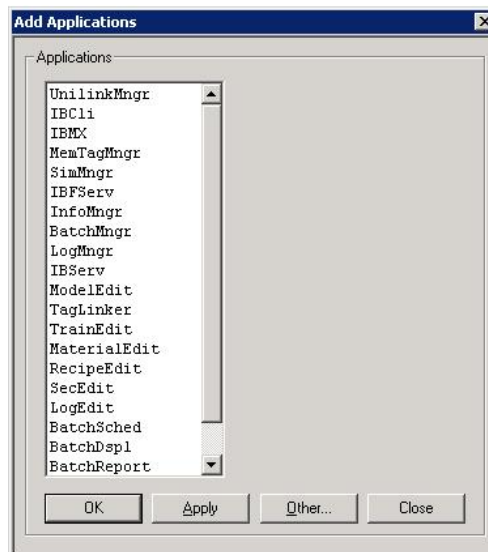 Add Applications
Applications
UnilinkMngr
IBCli
IBMX
MemTagMngr
SimMngr
IBFServ
InfoMngr
BatchMngr
LogMngr
IBServ
ModelEdit
TagLinker
TrainEdit
MaterialEdit
RecipeEdit
SecEdit
LogEdit
BatchSched
BatchDspl
BatchReport
OK Apply Other... Close